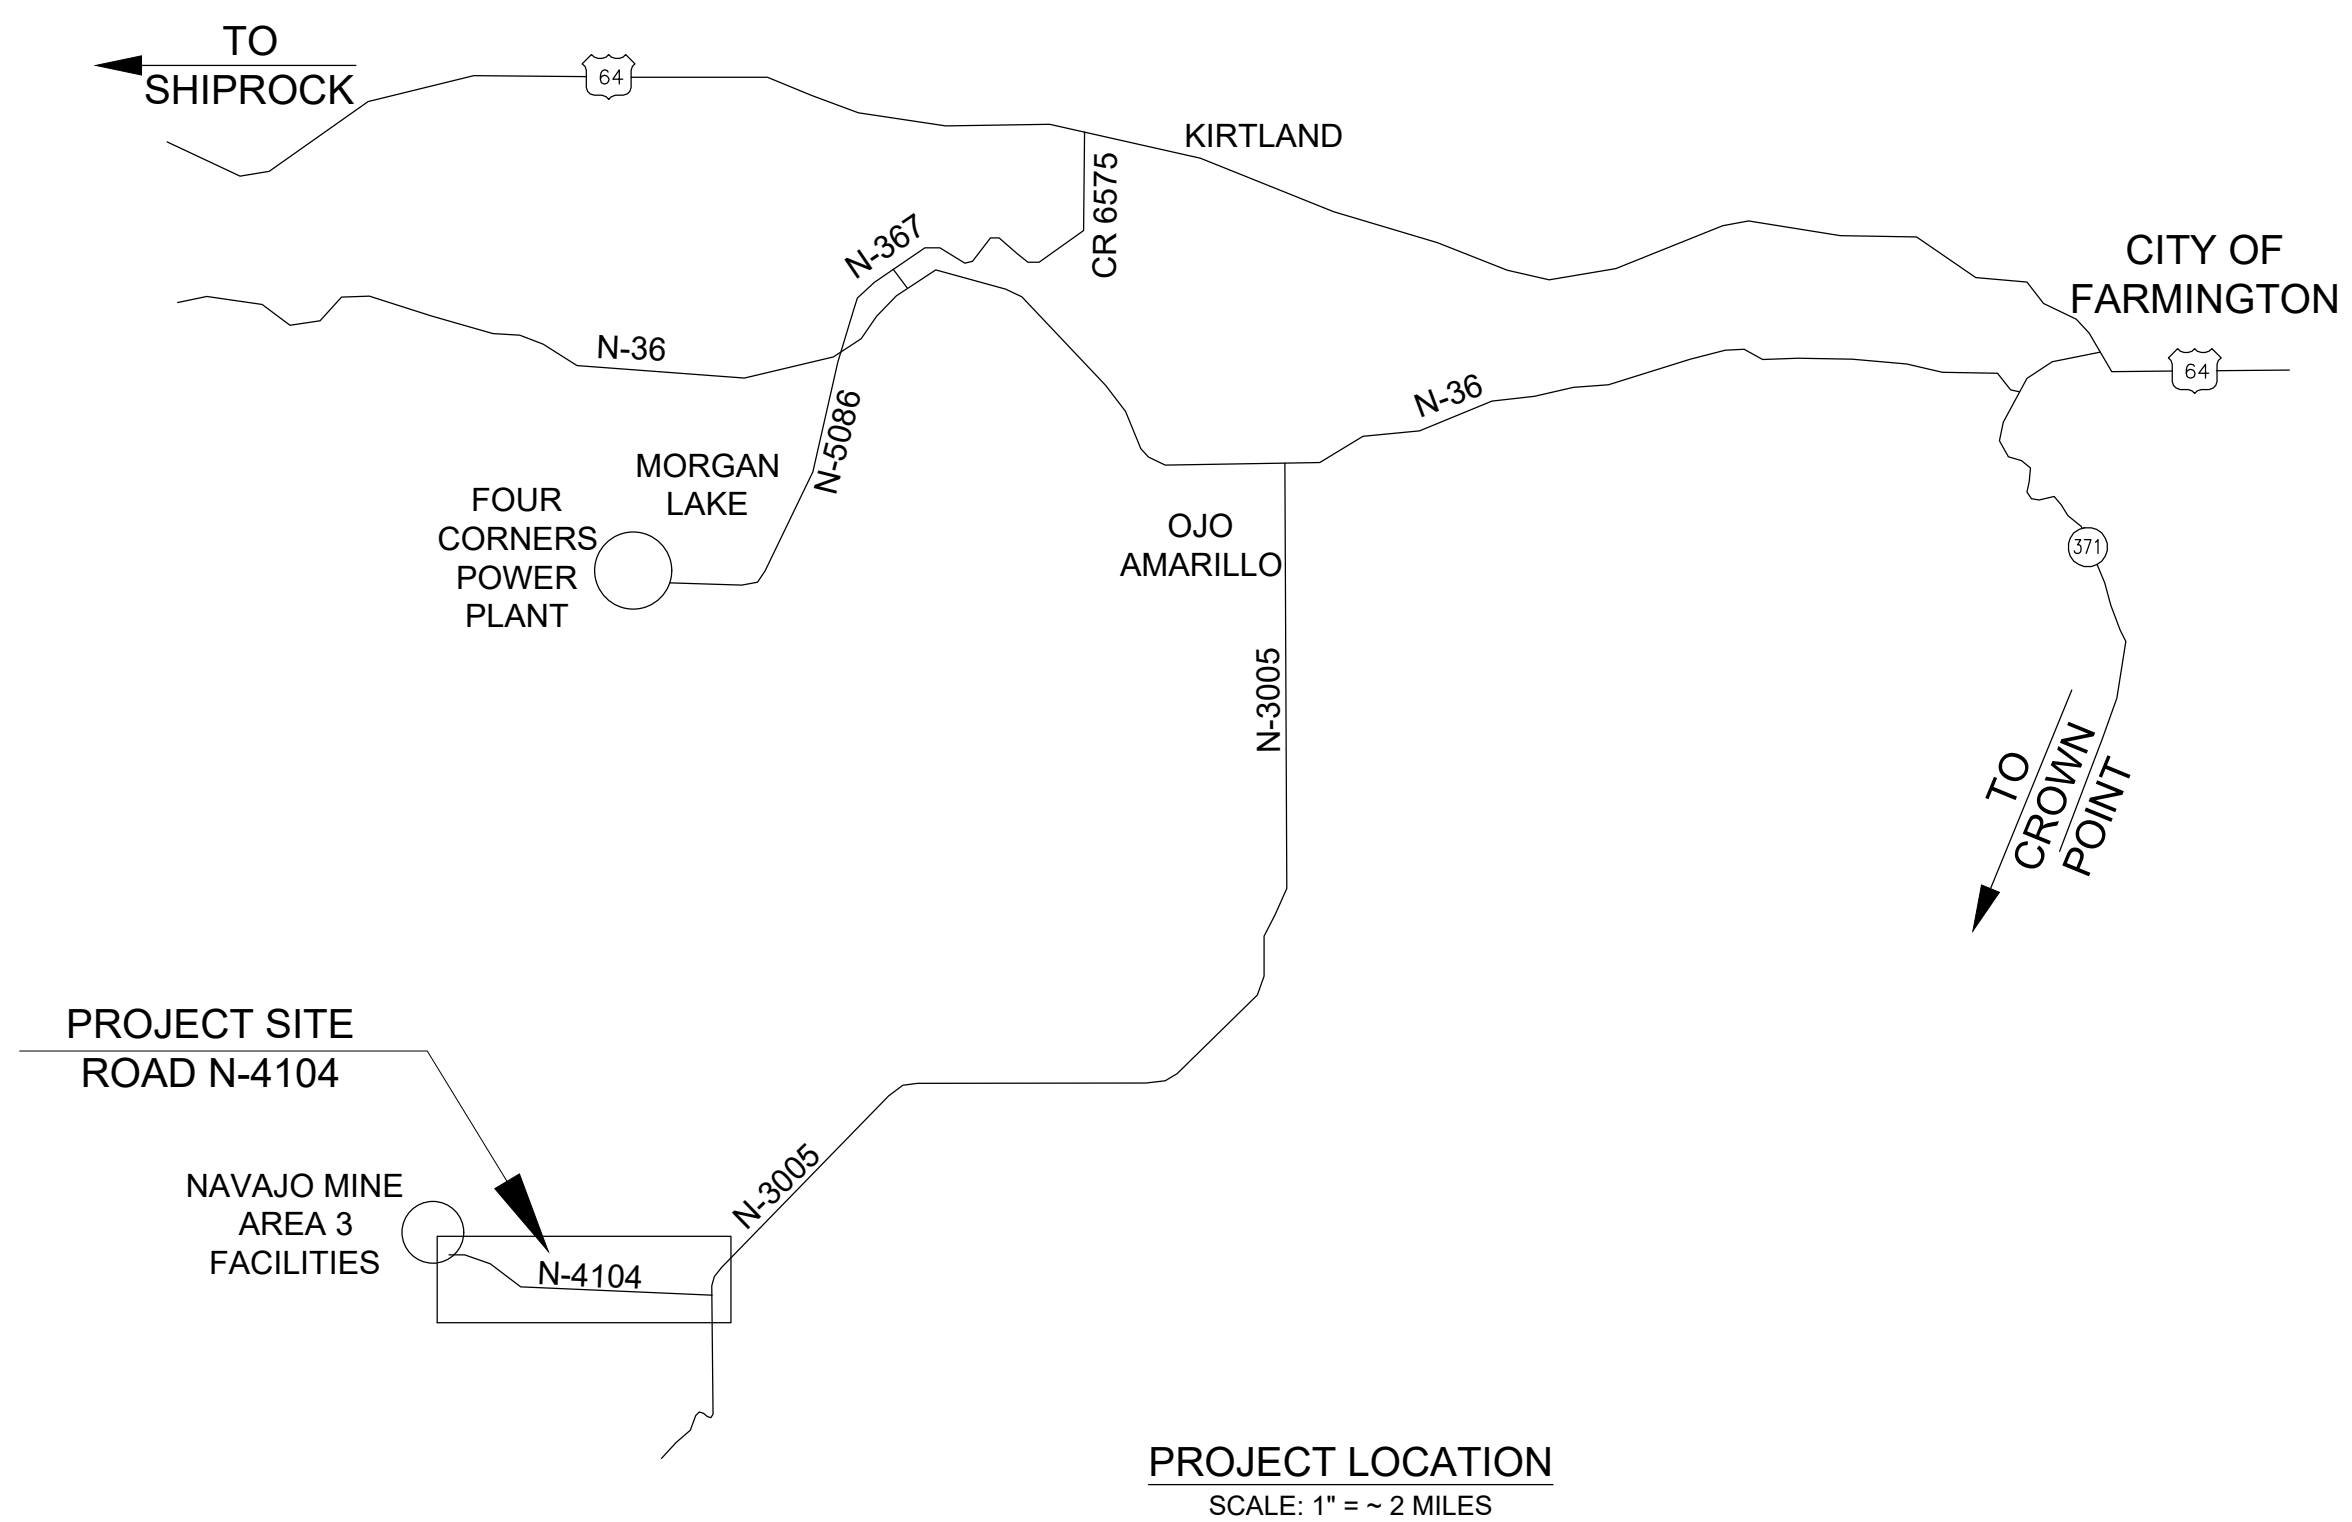 TO
SHIPROCK
64
KIRTLAND
CR 6575
N-367
CITY OF
FARMINGTON
N-36
64
N-36
N-5086
MORGAN
LAKE
FOUR
CORNERS
POWER
PLANT
OJO
AMARILLO
371
N-3005
TO
CROWN
POINT
PROJECT SITE
ROAD N-4104
N-3005
NAVAJO MINE
AREA 3
FACILITIES
N-4104
PROJECT LOCATION
SCALE: 1" = ~ 2 MILES